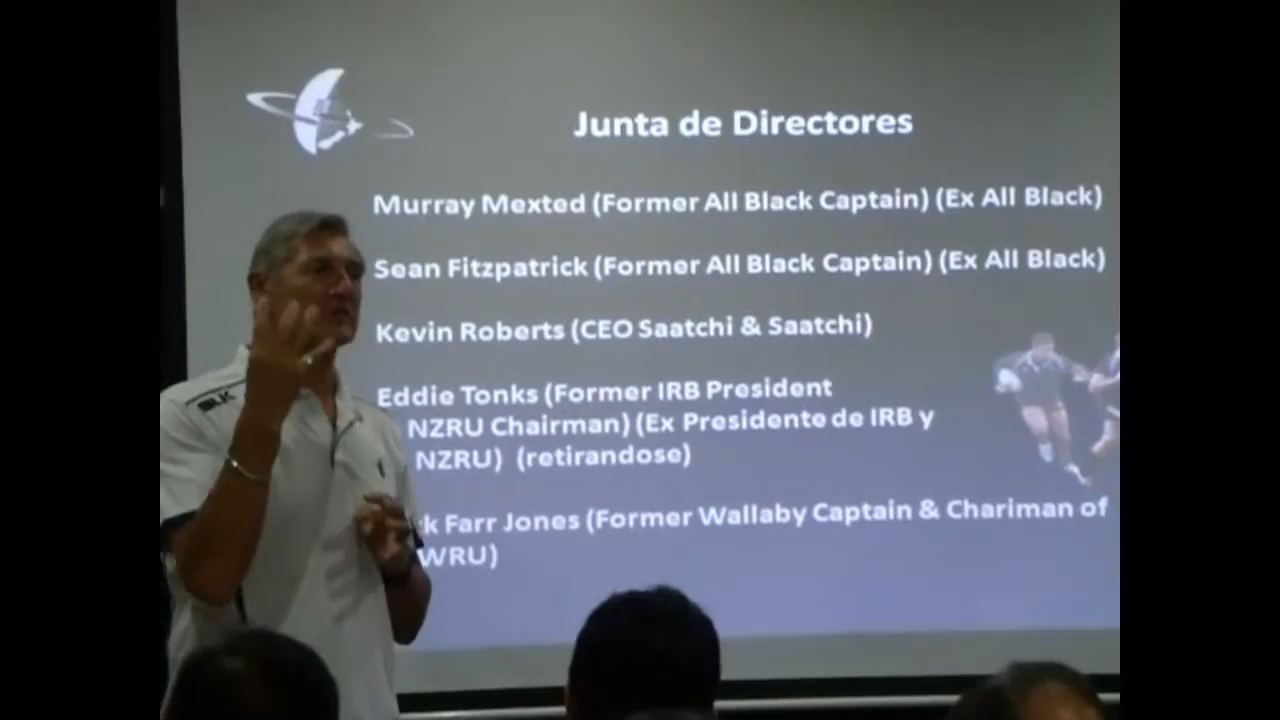 Junta de Directores
Murray Mexted (Former All Black Captain) (Ex All Black)
Sean Fitzpatrick (Former All Black Captain) (Ex All Black)
Kevin Roberts (CEO Saatchi & Saatchi)
Eddie Tonks (Former IRB President
NZRU Chairman) (Ex Presidente de IRB y
NZRU) (retirandose)
Farr Jones (Former Wallaby Captain & Chariman of
WRU)
BLK